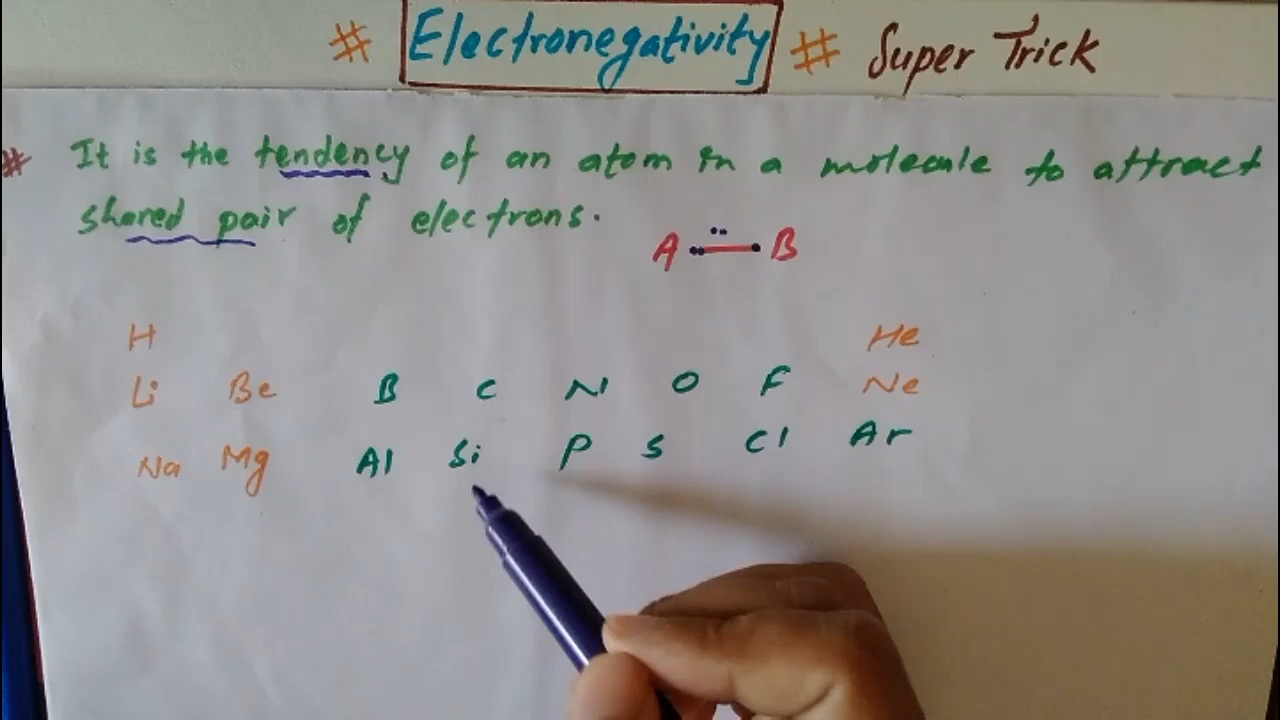 # Electronegativity # Super Trick
# It is the tendency of an atom in a molecule to attract
shared pair of electrons.
A B
H He
Li Be B C N O F Ne
Na Mg Al Si P S Cl Ar